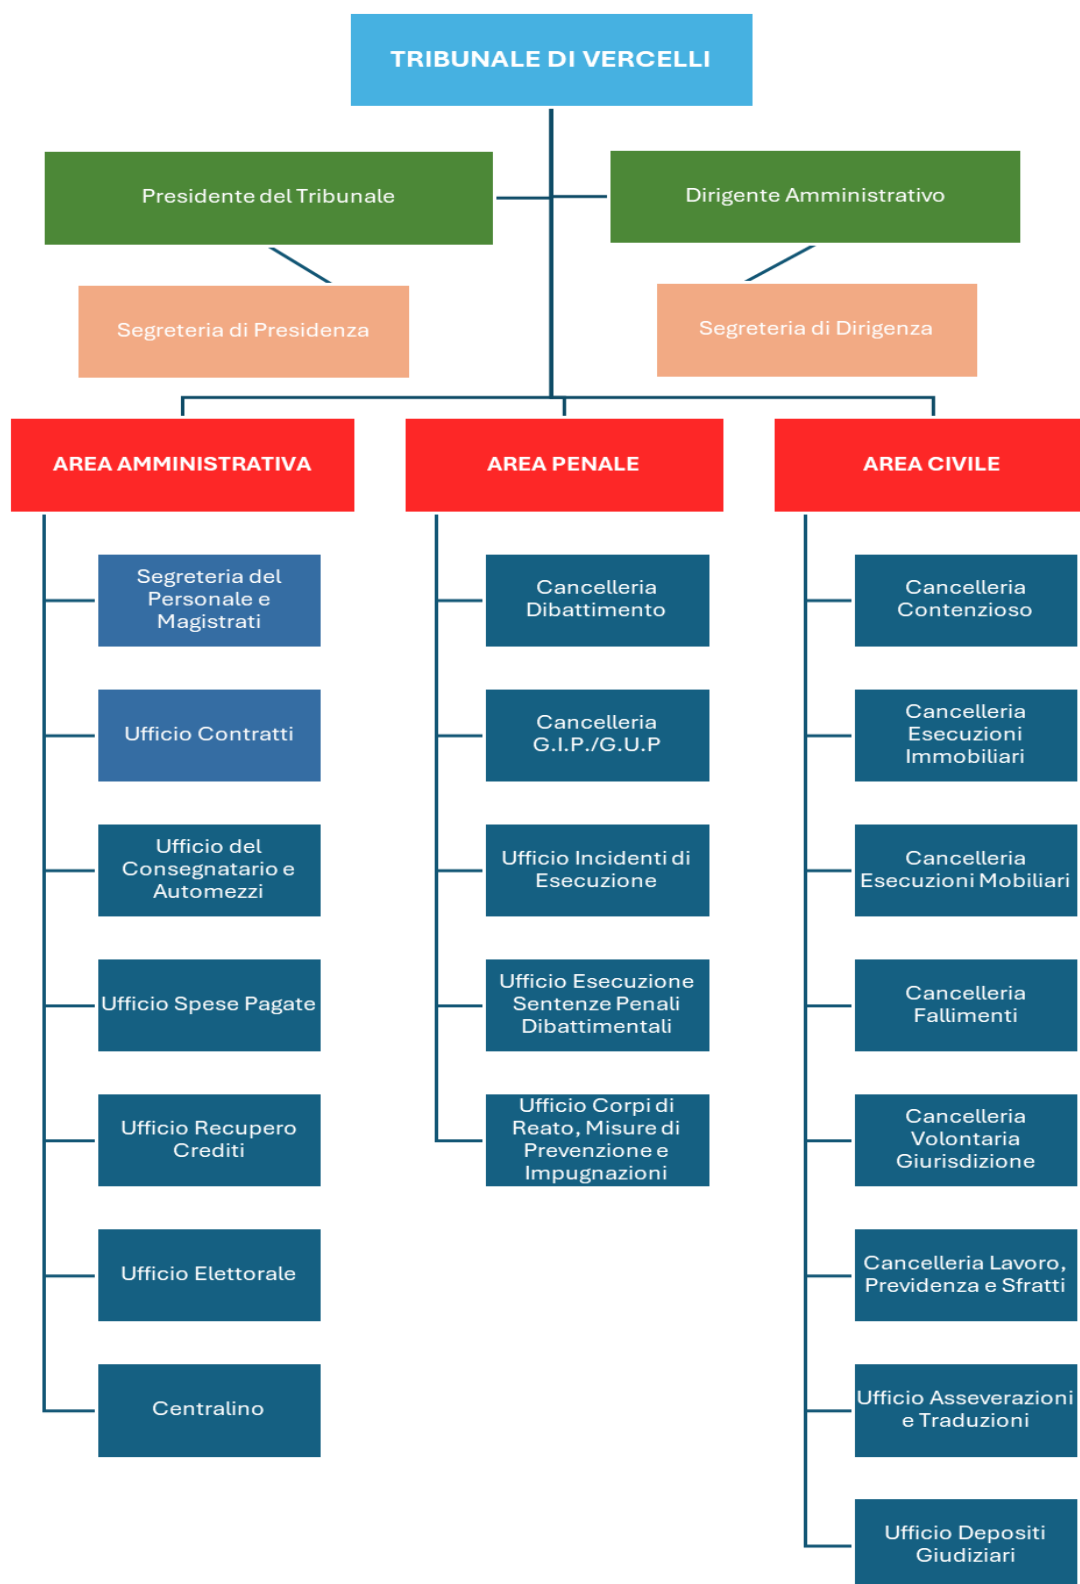 TRIBUNALE DI VERCELLI
Presidente del Tribunale
Dirigente Amministrativo
Segreteria di Presidenza
Segreteria di Dirigenza
AREA AMMINISTRATIVA
Segreteria del
Personale e
Magistrati
Ufficio Contratti
Ufficio del
Consegnatario e
Automezzi
Ufficio Spese Pagate
Ufficio Recupero
Crediti
Ufficio Elettorale
Centralino
AREA PENALE
Cancelleria
Dibattimento
Cancelleria
G.I.P./G.U.P
Ufficio Incidenti di
Esecuzione
Ufficio Esecuzione
Sentenze Penali
Dibattimentali
Ufficio Corpi di
Reato, Misure di
Prevenzione e
Impugnazioni
AREA CIVILE
Cancelleria
Contenzioso
Cancelleria
Esecuzioni
Immobiliari
Cancelleria
Esecuzioni Mobiliari
Cancelleria
Fallimenti
Cancelleria
Volontaria
Giurisdizione
Cancelleria Lavoro,
Previdenza e Sfratti
Ufficio Asseverazioni
e Traduzioni
Ufficio Depositi
Giudiziari